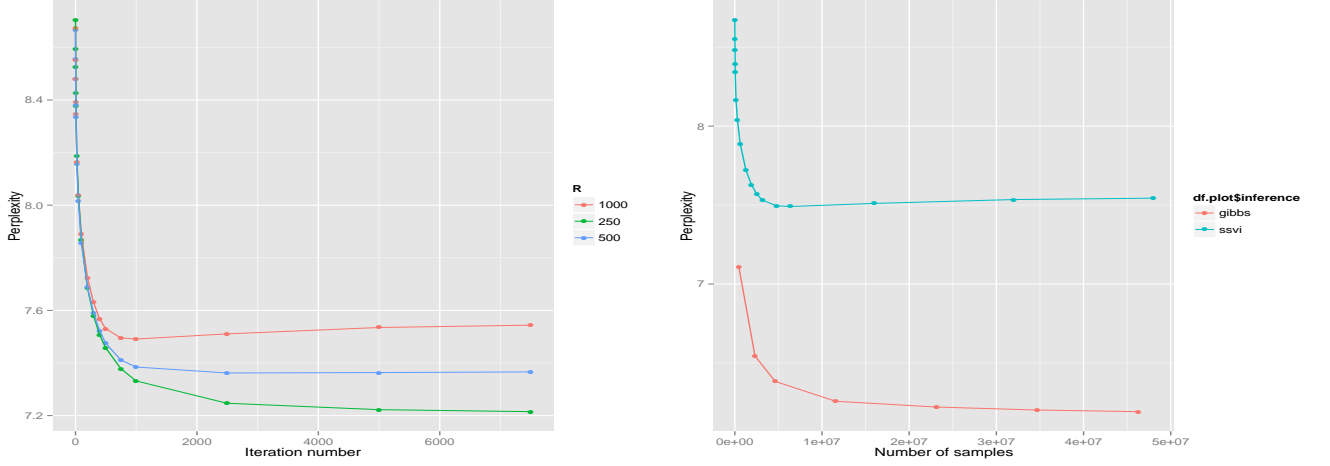 Perplexity
8.4
8.0
7.6
7.2
0
2000
4000
6000
Iteration number
R
1000
250
500
Perplexity
8
7
0e+00
1e+07
2e+07
3e+07
4e+07
5e+07
Number of samples
df.plot$inference
gibbs
ssvi